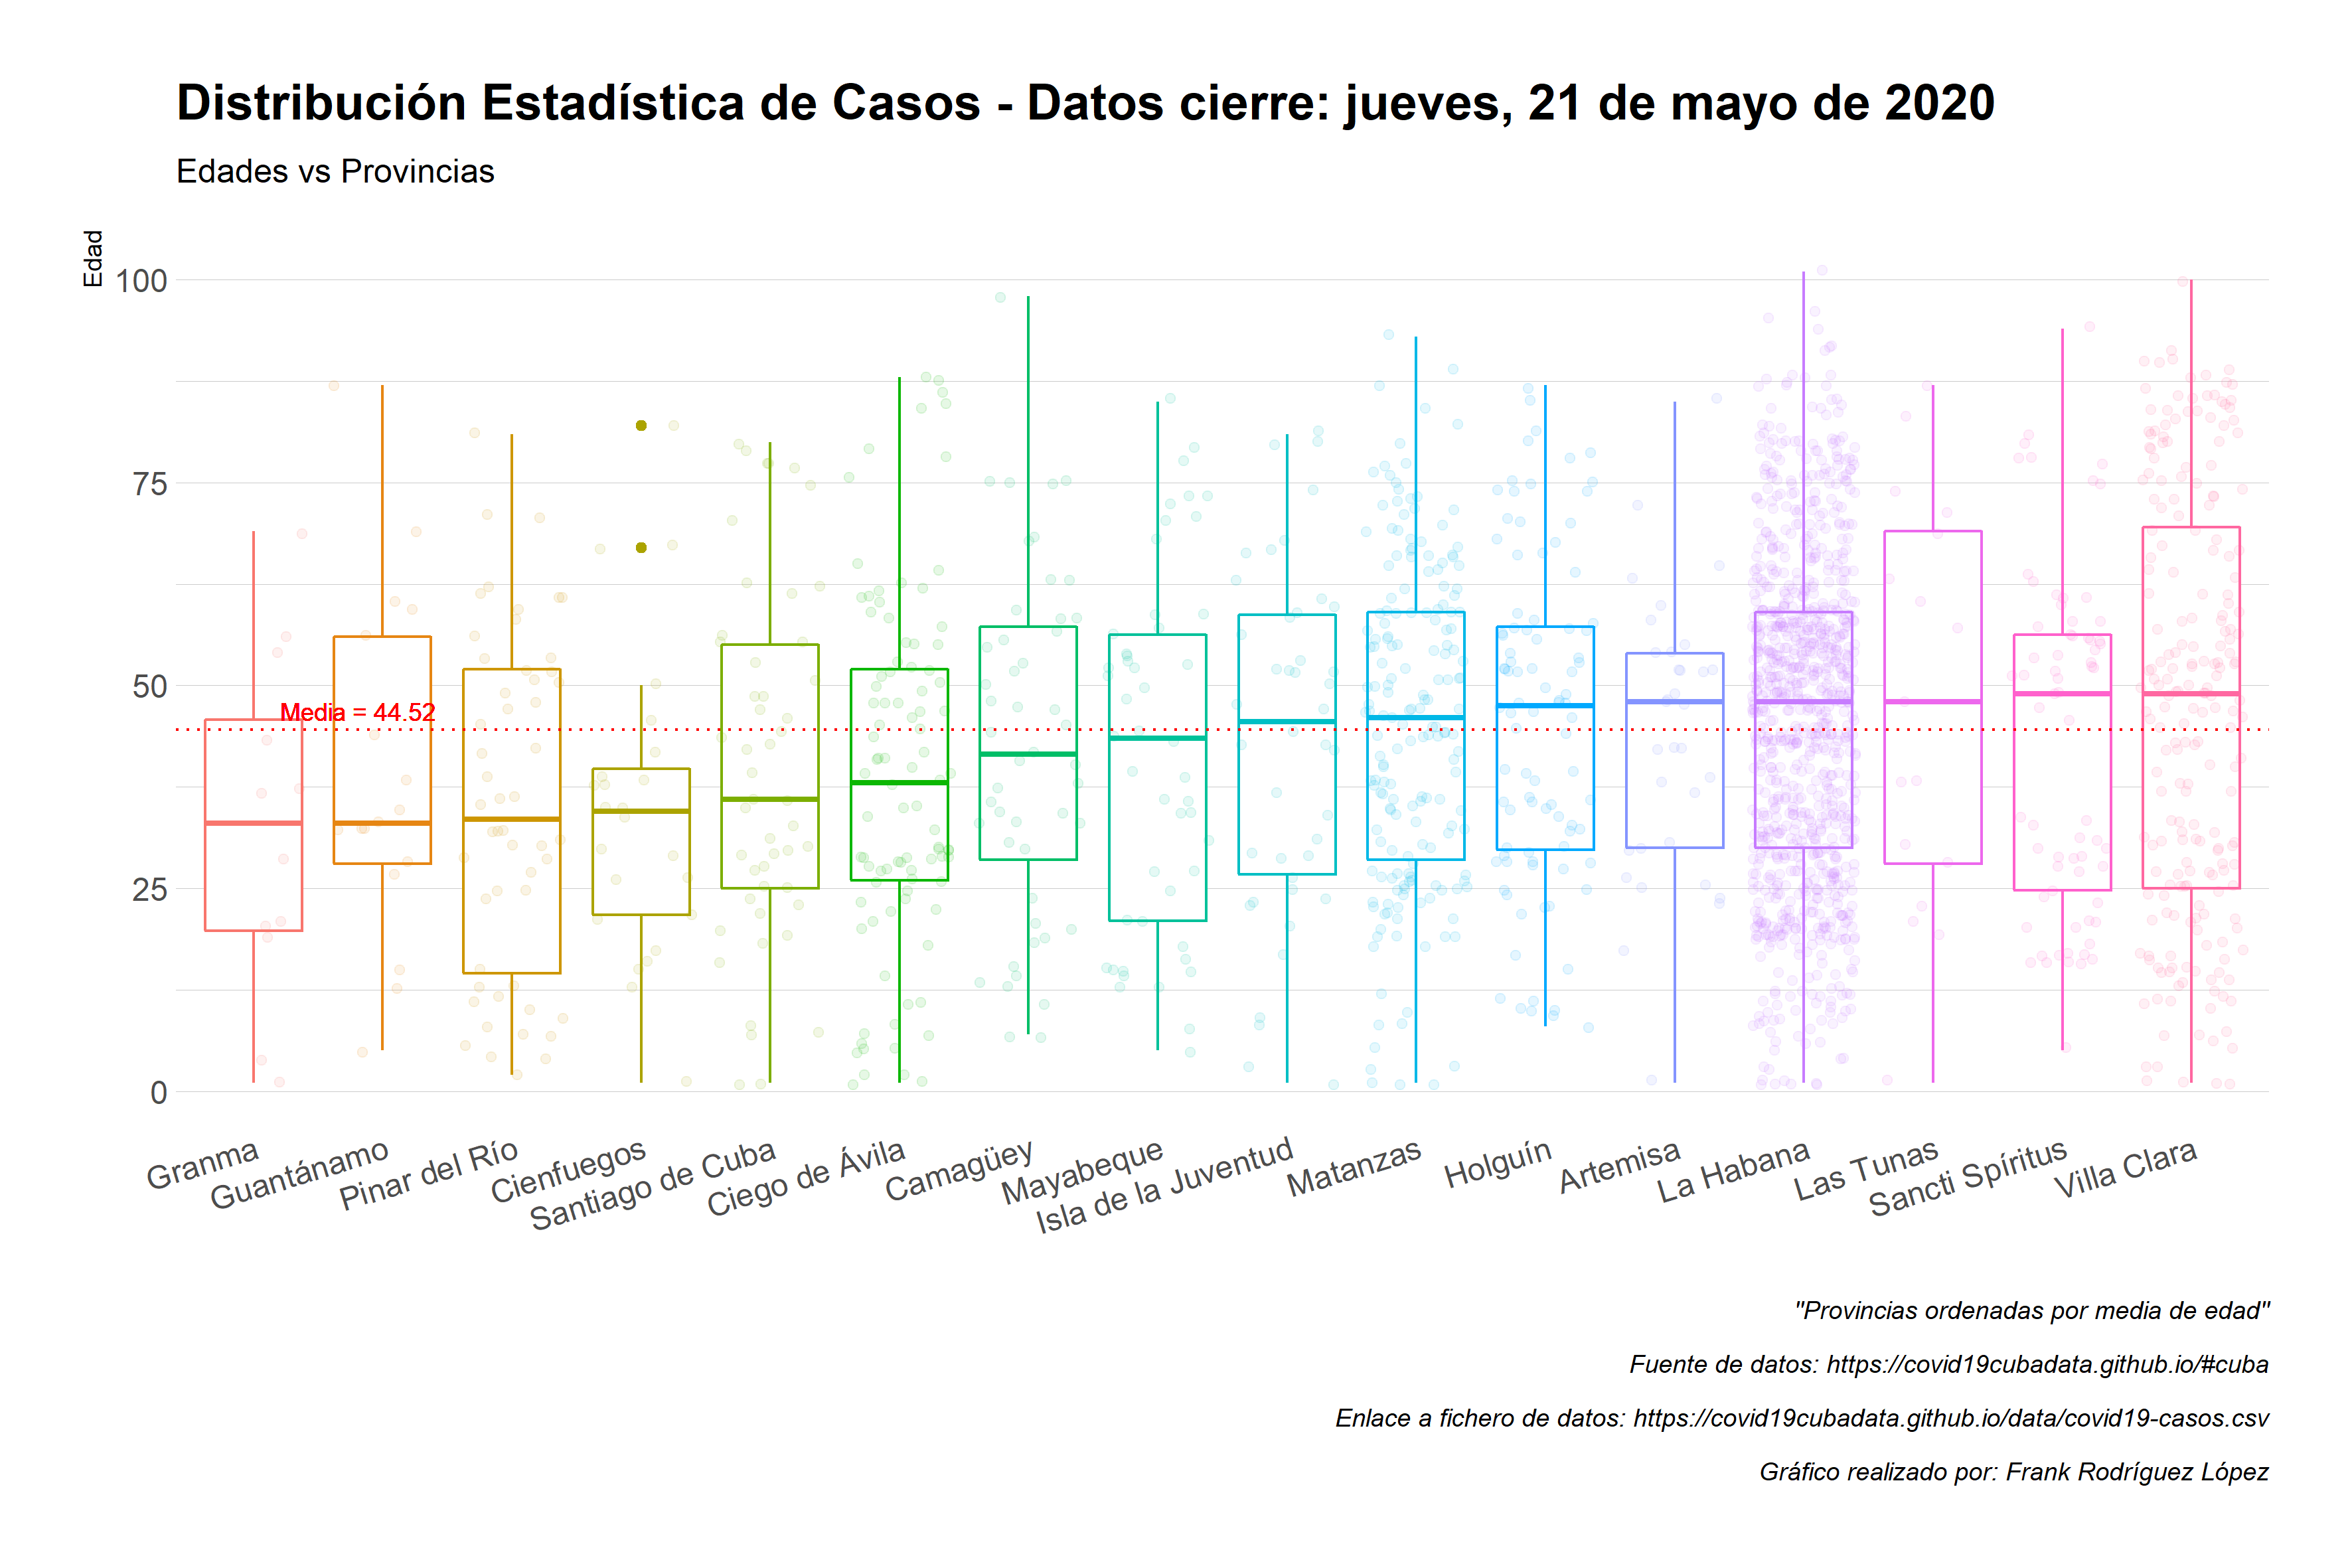 Distribución Estadística de Casos - Datos cierre: jueves, 21 de mayo de 2020
Edades vs Provincias
Edad
100
75
50
25
0
Media = 44.52
Granma
Guantánamo
Pinar del Río
Cienfuegos
Santiago de Cuba
Ciego de Ávila
Camagüey
Mayabeque
Isla de la Juventud
Matanzas
Holguín
Artemisa
La Habana
Las Tunas
Sancti Spíritus
Villa Clara
"Provincias ordenadas por media de edad"
Fuente de datos: https://covid19cubadata.github.io/#cuba
Enlace a fichero de datos: https://covid19cubadata.github.io/data/covid19-casos.csv
Gráfico realizado por: Frank Rodríguez López